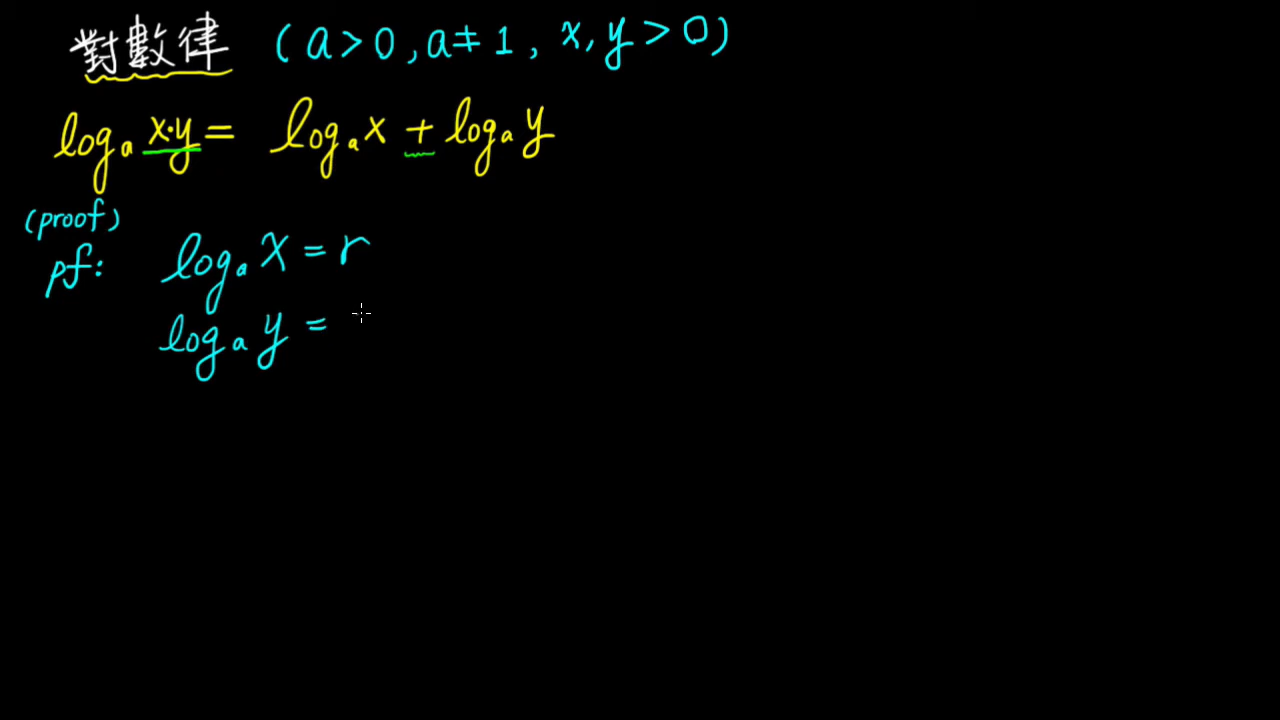 對數律 (a>0, a≠1, x, y>0)
logₐ x·y = logₐ x + logₐ y
(proof)
pf: logₐ x = r
logₐ y =